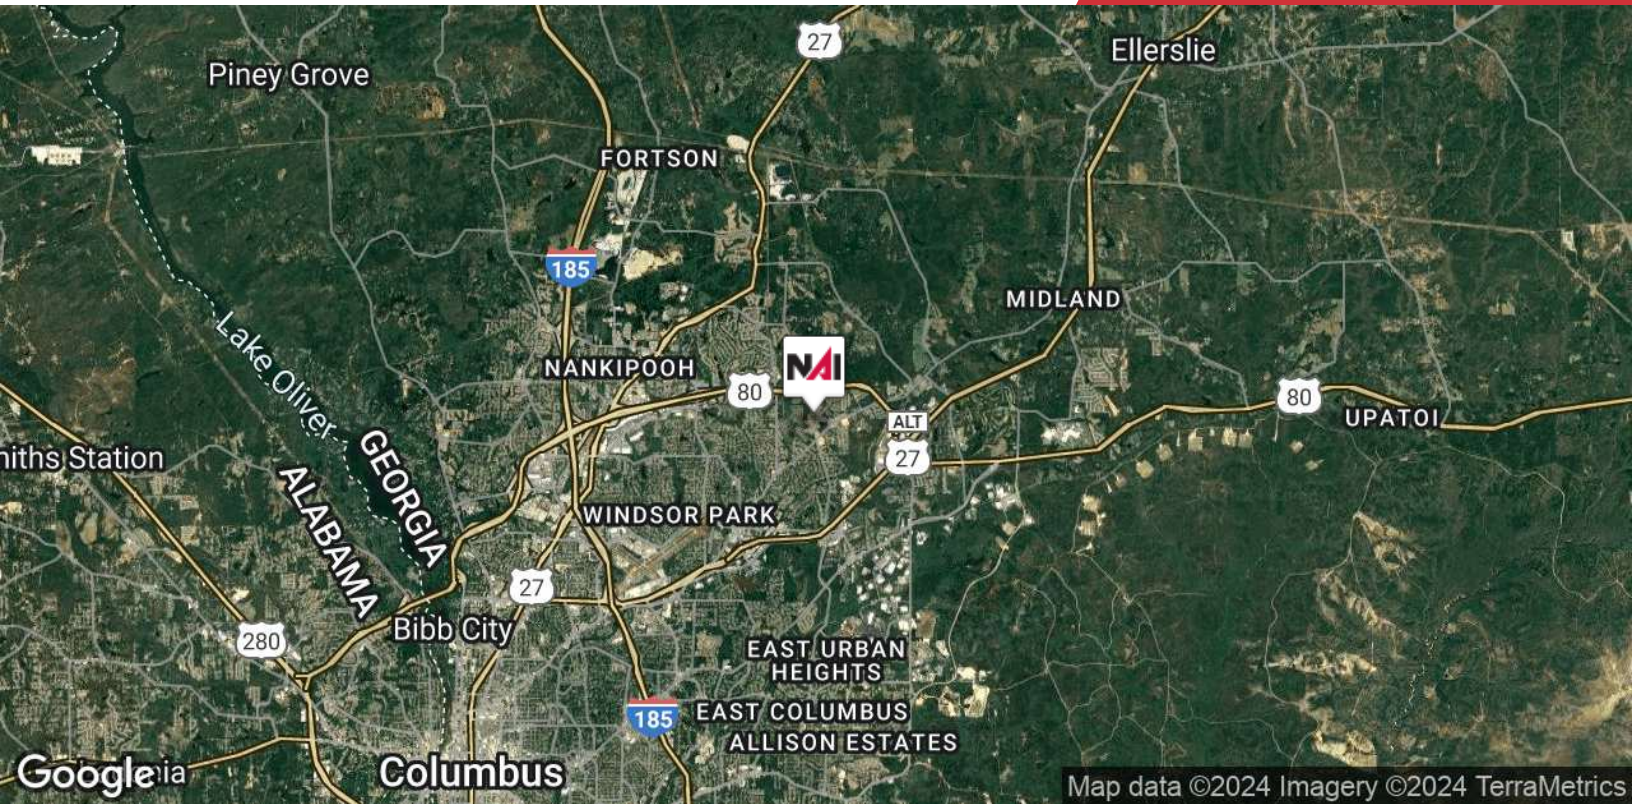 27
Ellerslie
Piney Grove
FORTSON
185
MIDLAND
Lake Oliver
NANKIPOOH
NAI
80
80
ALT
27
UPATOI
GEORGIA
ALABAMA
WINDSOR PARK
27
Bibb City
280
EAST URBAN
HEIGHTS
185
EAST COLUMBUS
ALLISON ESTATES
Columbus
Google
Station
Map data ©2024 Imagery ©2024 TerraMetrics